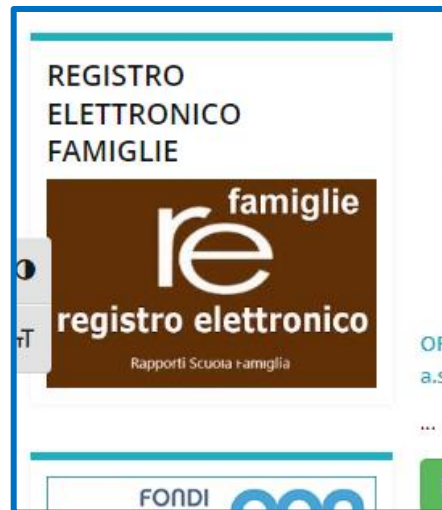 REGISTRO
ELETTRONICO
FAMIGLIE
famiglie
re
registro elettronico
Rapporti Scuola Famiglia
a.s
...
FONDI